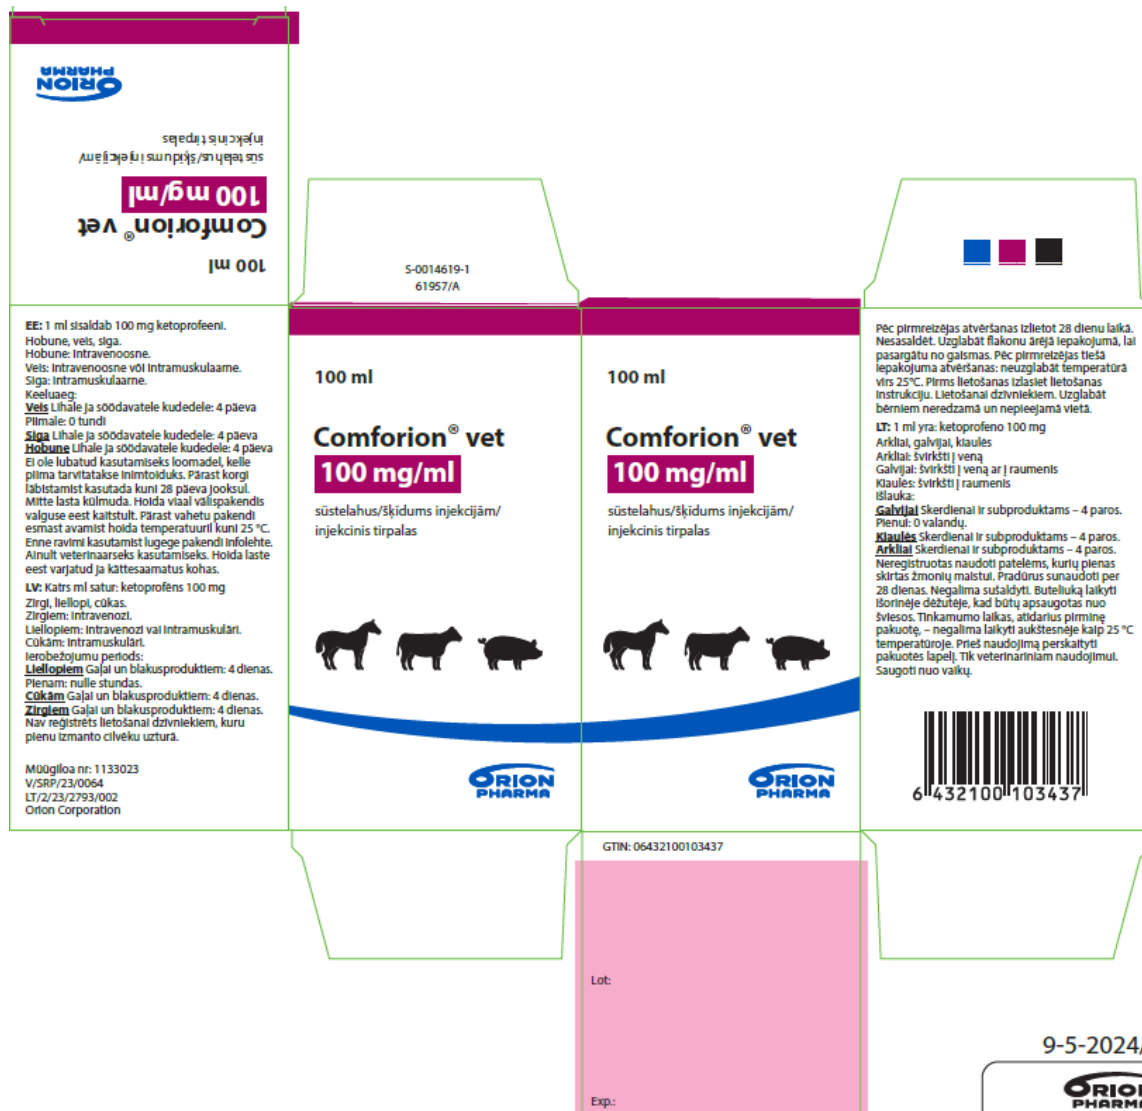 ORION
PHARMA
süstelahus/šķīdums injekcijām/
injekcinis tirpalas
100 mg/ml
Comforion® vet
100 ml
EE: 1 ml sisaldab 100 mg ketoprofeeni.
Hobune, veis, siga.
Hobune: Intravenoosne.
Veis: Intravenoosne või intramuskulaarne.
Siga: Intramuskulaarne.
Keeluaeg:
Veis Lihale ja söödavatele kudedele: 4 päeva
Piimale: 0 tundi
Siga Lihale ja söödavatele kudedele: 4 päeva
Hobune Lihale ja söödavatele kudedele: 4 päeva
Ei ole lubatud kasutamiseks loomadel, kelle
piima tarvitatakse inimtoiduks. Pärast korgi
läbistamist kasutada kuni 28 päeva jooksul.
Mitte lasta külmuda. Hoida viaal välispakendis
valguse eest kaitstult. Pärast vahetu pakendi
esmast avamist hoida temperatuuril kuni 25 °C.
Enne ravimi kasutamist lugege pakendi infolehte.
Ainult veterinaarseks kasutamiseks. Hoida laste
eest varjatud ja kättesaamatus kohas.
LV: Katrs ml satur: ketoprofēns 100 mg
Zirgi, liellopi, cūkas.
Zirgiem: intravenozi.
Liellopiem: Intravenozi vai intramuskulāri.
Cūkām: Intramuskulāri.
Ierobežojumu periods:
Liellopiem Gaļai un blakusproduktiem: 4 dienas.
Pienam: nulle stundas.
Cūkām Gaļai un blakusproduktiem: 4 dienas.
Zirgiem Gaļai un blakusproduktiem: 4 dienas.
Nav reģistrēts lietošanai dzīvniekiem, kuru
pienu izmanto cilvēku uzturā.
Müügiloa nr: 1133023
V/SRP/23/0064
LT/2/23/2793/002
Orion Corporation
S-0014619-1
61957/A
100 ml
Comforion® vet
100 mg/ml
süstelahus/šķīdums injekcijām/
injekcinis tirpalas
ORION
PHARMA
100 ml
Comforion® vet
100 mg/ml
süstelahus/šķīdums injekcijām/
injekcinis tirpalas
ORION
PHARMA
GTIN: 06432100103437
Lot:
Exp.:
Pēc pirmreizējas atvēršanas izlietot 28 dienu laikā.
Nesasaldēt. Uzglabāt flakonu ārējā iepakojumā, lai
pasargātu no gaismas. Pēc pirmreizējas tiešā
iepakojuma atvēršanas: neuzglabāt temperatūrā
virs 25°C. Pirms lietošanas izlasiet lietošanas
instrukciju. Lietošanai dzīvniekiem. Uzglabāt
bērniem neredzamā un nepieejamā vietā.
LT: 1 ml yra: ketoprofeno 100 mg
Arkliai, galvijai, kiaulės
Arkliai: švirkšti į veną
Galvijai: švirkšti į veną ar į raumenis
Kiaulės: švirkšti į raumenis
Išlauka:
Galvijai Skerdienai ir subproduktams – 4 paros.
Pienui: 0 valandų.
Kiaulės Skerdienai ir subproduktams – 4 paros.
Arkliai Skerdienai ir subproduktams – 4 paros.
Neregistruotas naudoti patelėms, kurių pienas
skirtas žmonių maistui. Pradūrus sunaudoti per
28 dienas. Negalima sušaldyti. Buteliuką laikyti
išorinėje dėžutėje, kad būtų apsaugotas nuo
šviesos. Tinkamumo laikas, atidarius pirminę
pakuotę, – negalima laikyti aukštesnėje kaip 25 °C
temperatūroje. Prieš naudojimą perskaityti
pakuotės lapelį. Tik veterinariniam naudojimui.
Saugoti nuo vaikų.
6 432100 103437
9-5-2024/
ORION
PHARMA